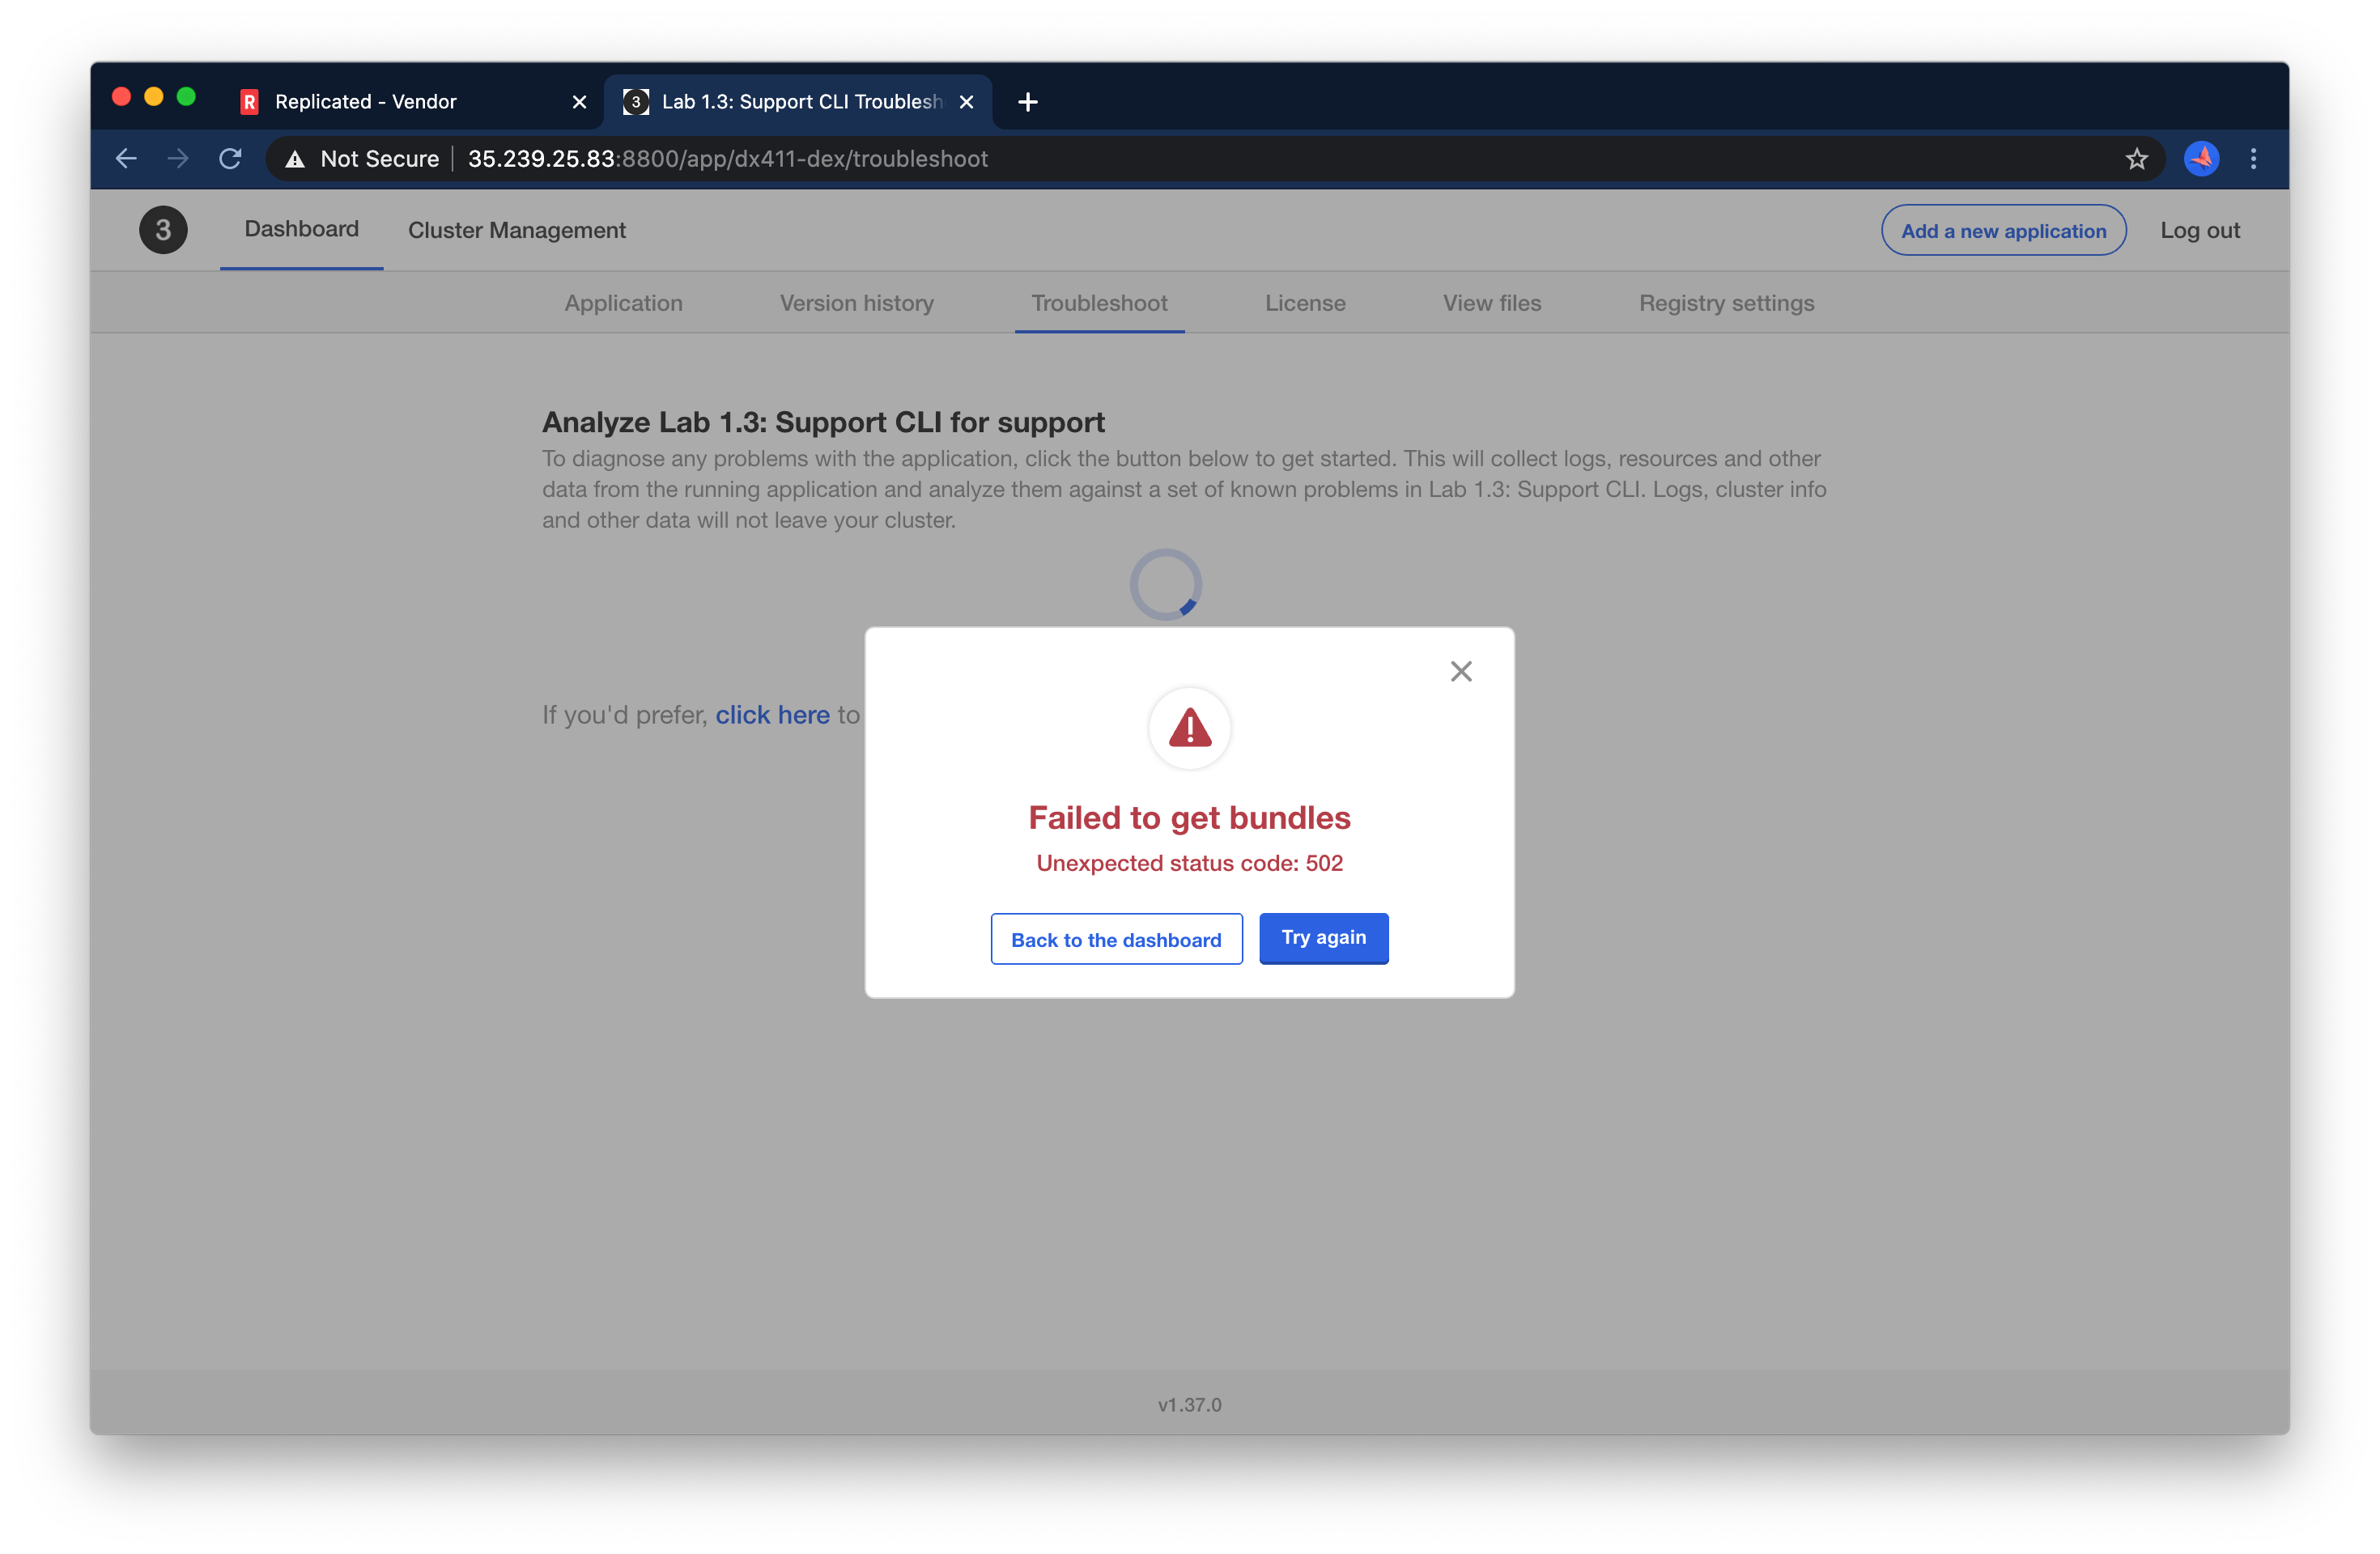 Replicated - Vendor
3 Lab 1.3: Support CLI Troublesh
Not Secure 35.239.25.83:8800/app/dx411-dex/troubleshoot
3 Dashboard Cluster Management Add a new application Log out
Application Version history Troubleshoot License View files Registry settings
Analyze Lab 1.3: Support CLI for support
To diagnose any problems with the application, click the button below to get started. This will collect logs, resources and other
data from the running application and analyze them against a set of known problems in Lab 1.3: Support CLI. Logs, cluster info
and other data will not leave your cluster.
If you'd prefer, click here to
Failed to get bundles
Unexpected status code: 502
Back to the dashboard Try again
v1.37.0